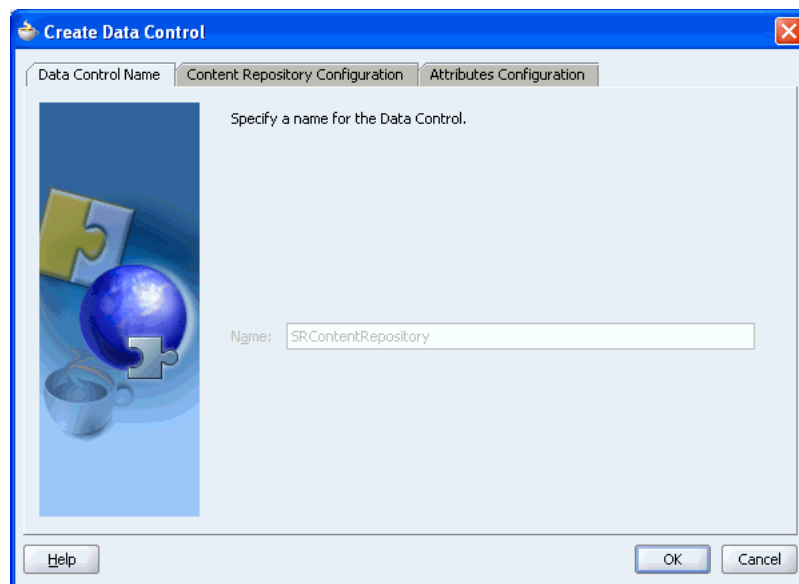 Create Data Control
Data Control Name Content Repository Configuration Attributes Configuration
Specify a name for the Data Control.
Name: SRContentRepository
Help OK Cancel